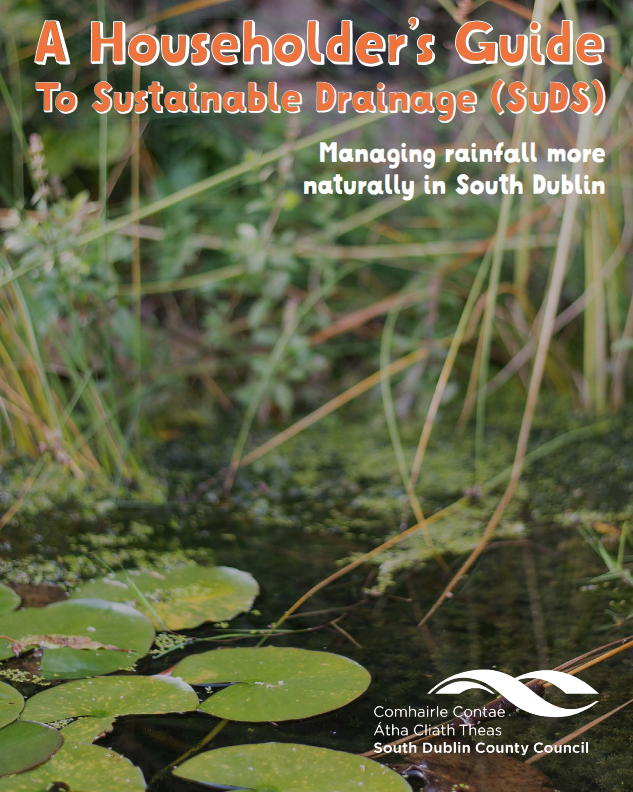 A Householder's Guide
To Sustainable Drainage (SuDS)
Managing rainfall more
naturally in South Dublin
Comhairle Contae
Átha Cliath Theas
South Dublin County Council